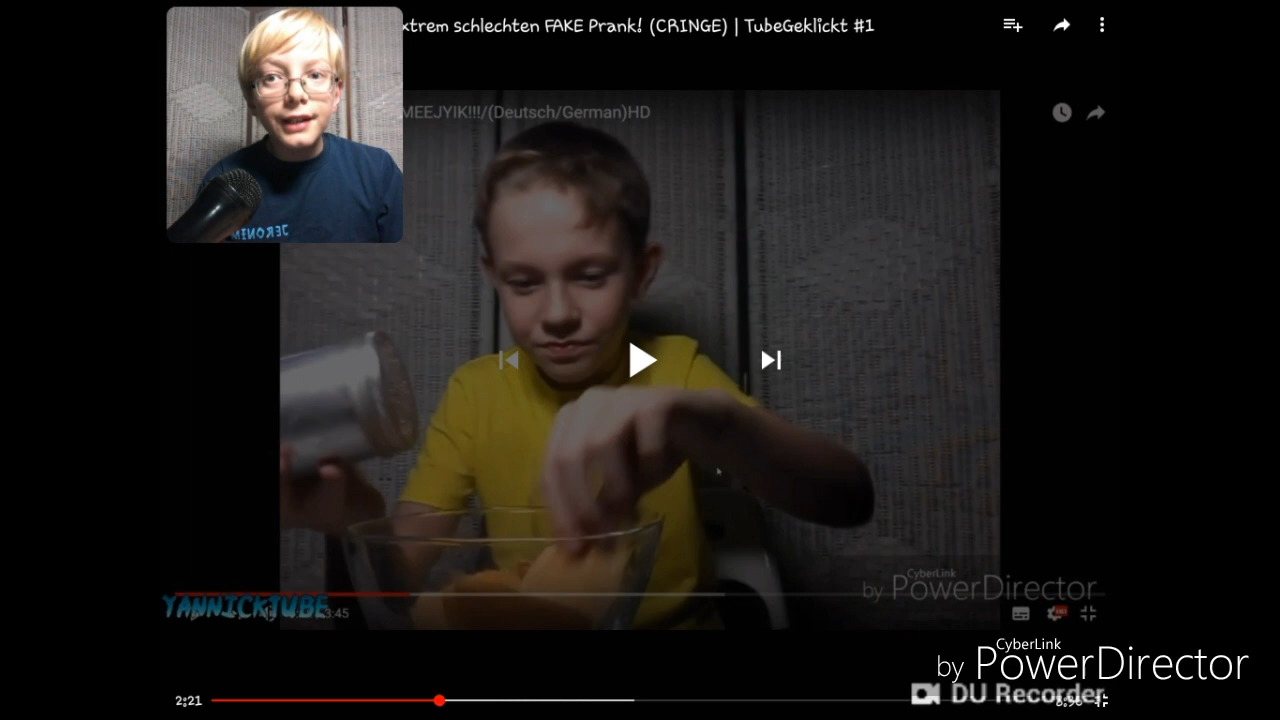 xtrem schlechten FAKE Prank! (CRINGE) | TubeGeklickt #1
MEEJYIK!!!/(Deutsch/German)HD
JERONIM
CyberLink
by PowerDirector
YANNICKTUBE
3:45
CyberLink
by PowerDirector
DU Recorder
2:21